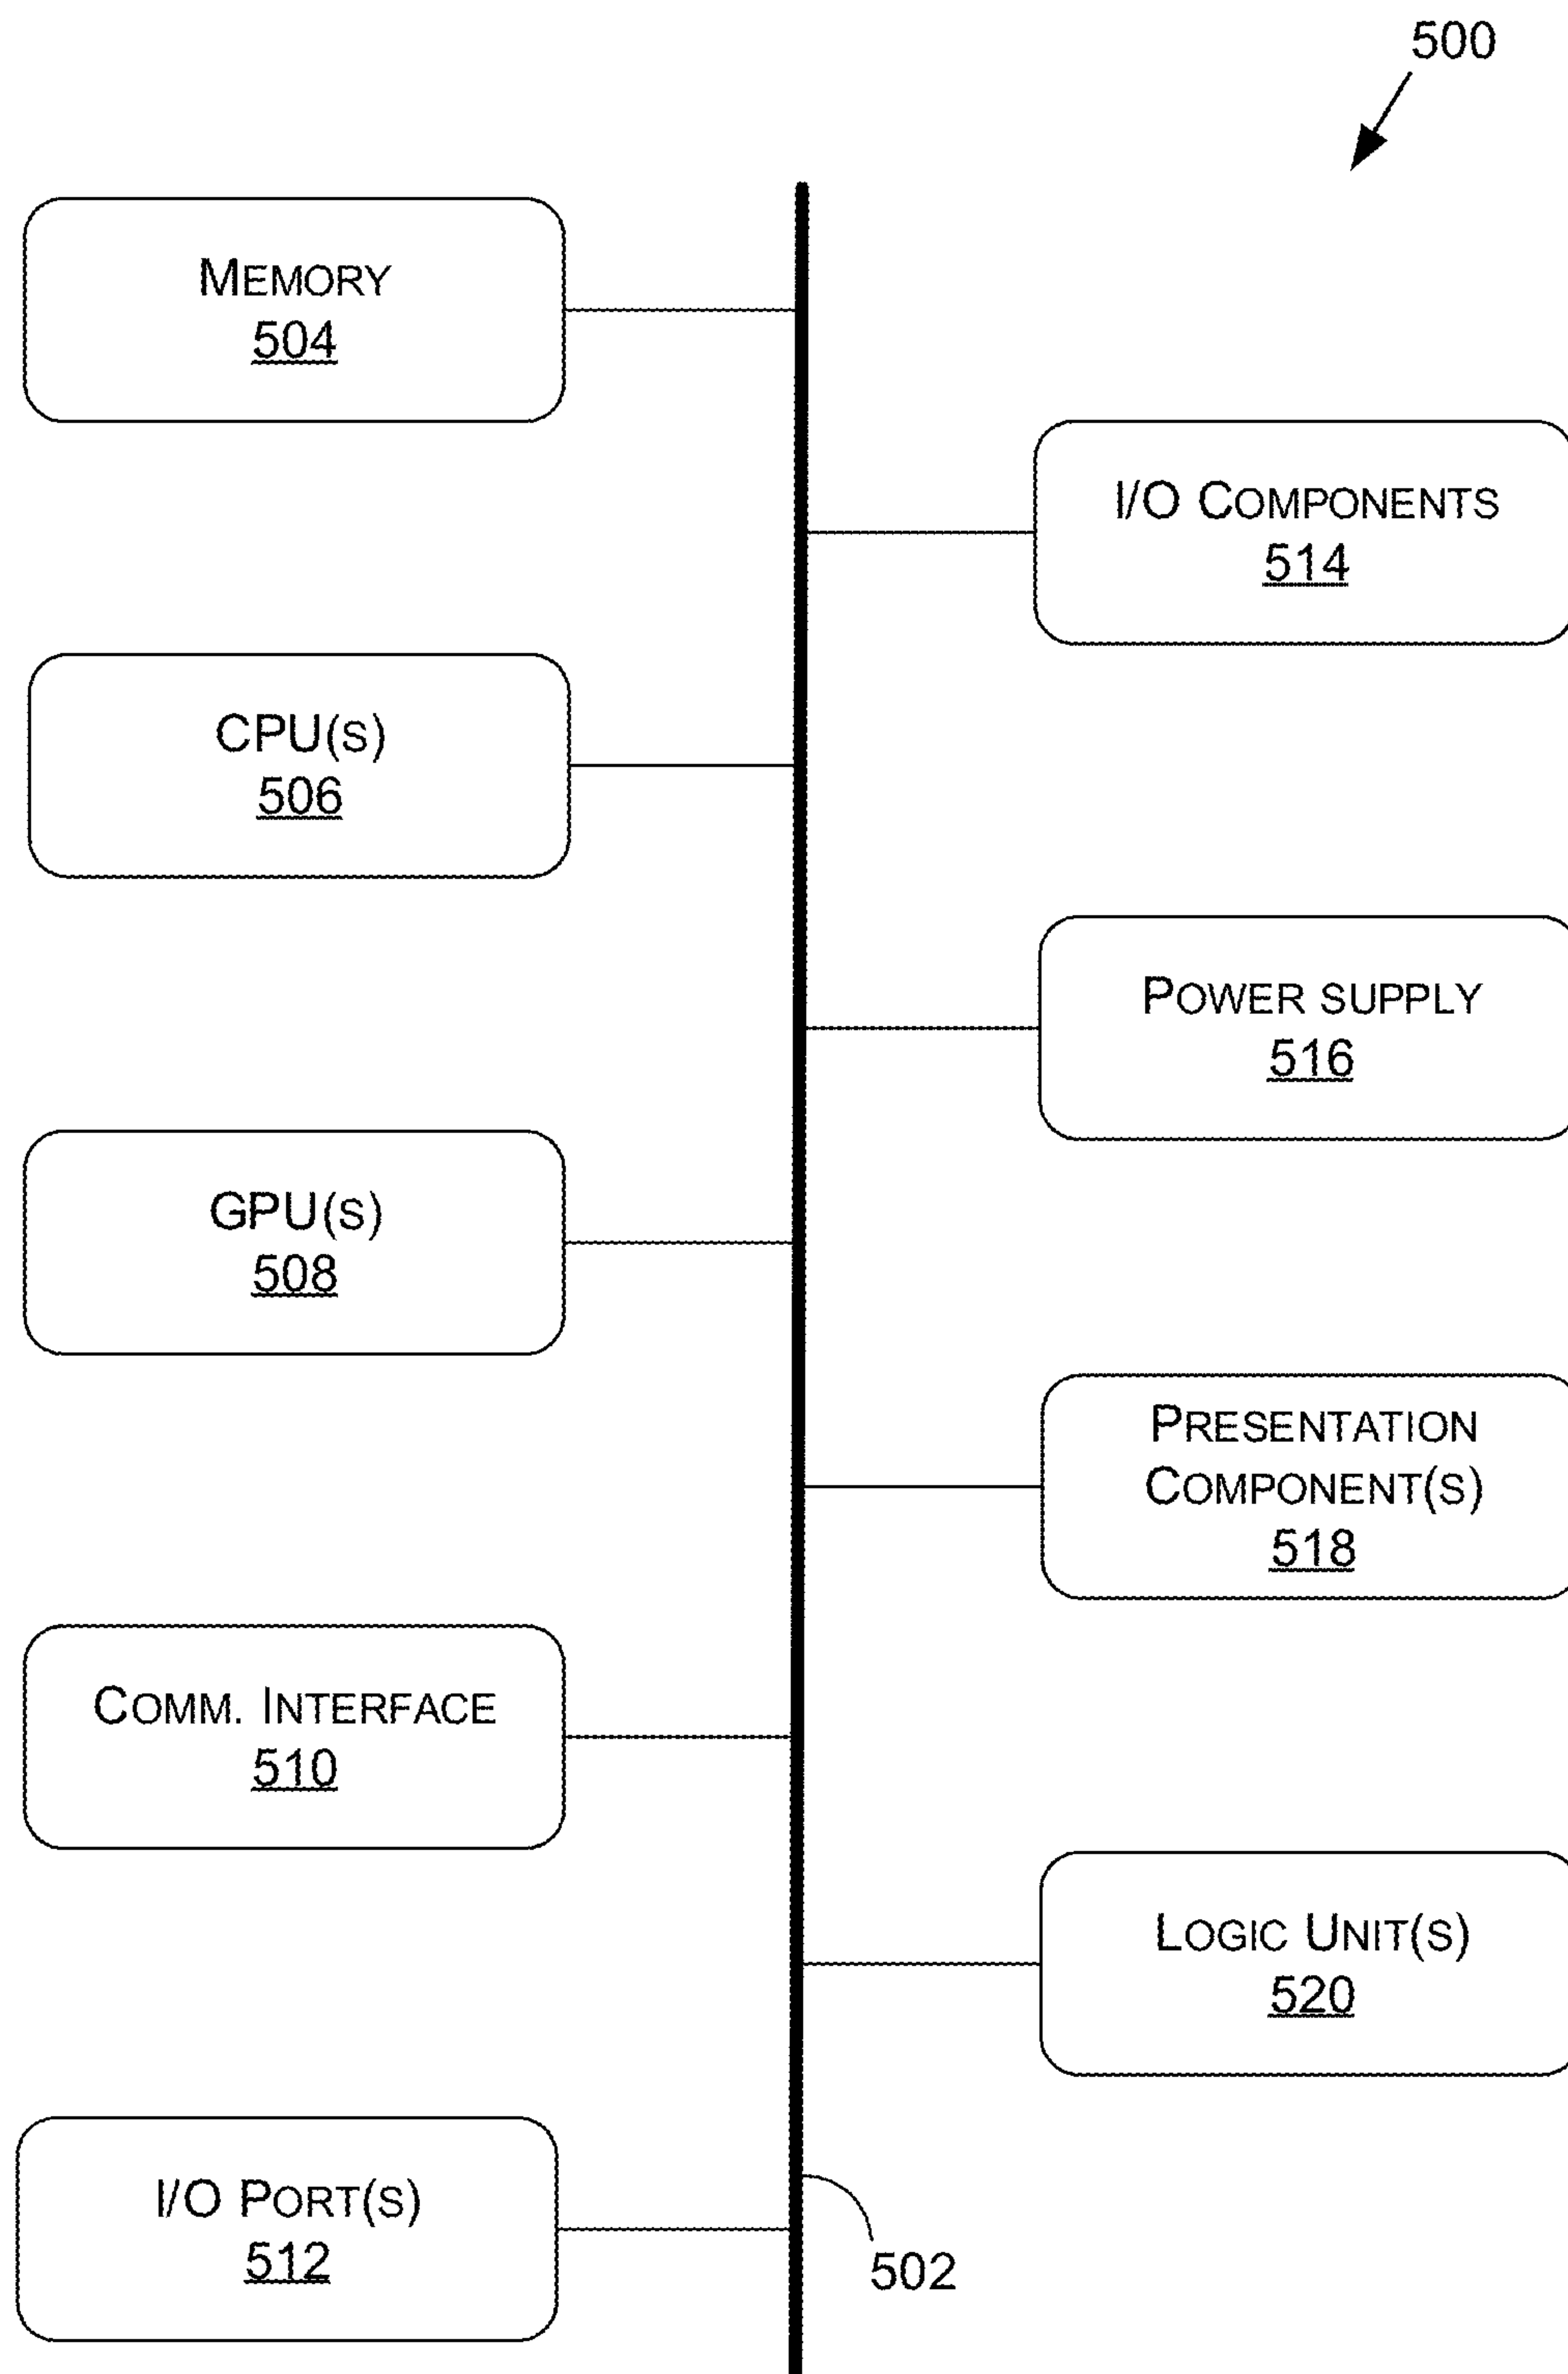 500
MEMORY
504
I/O COMPONENTS
514
CPU(S)
506
POWER SUPPLY
516
GPU(S)
508
PRESENTATION
COMPONENT(S)
518
COMM. INTERFACE
510
LOGIC UNIT(S)
520
I/O PORT(S)
512
502